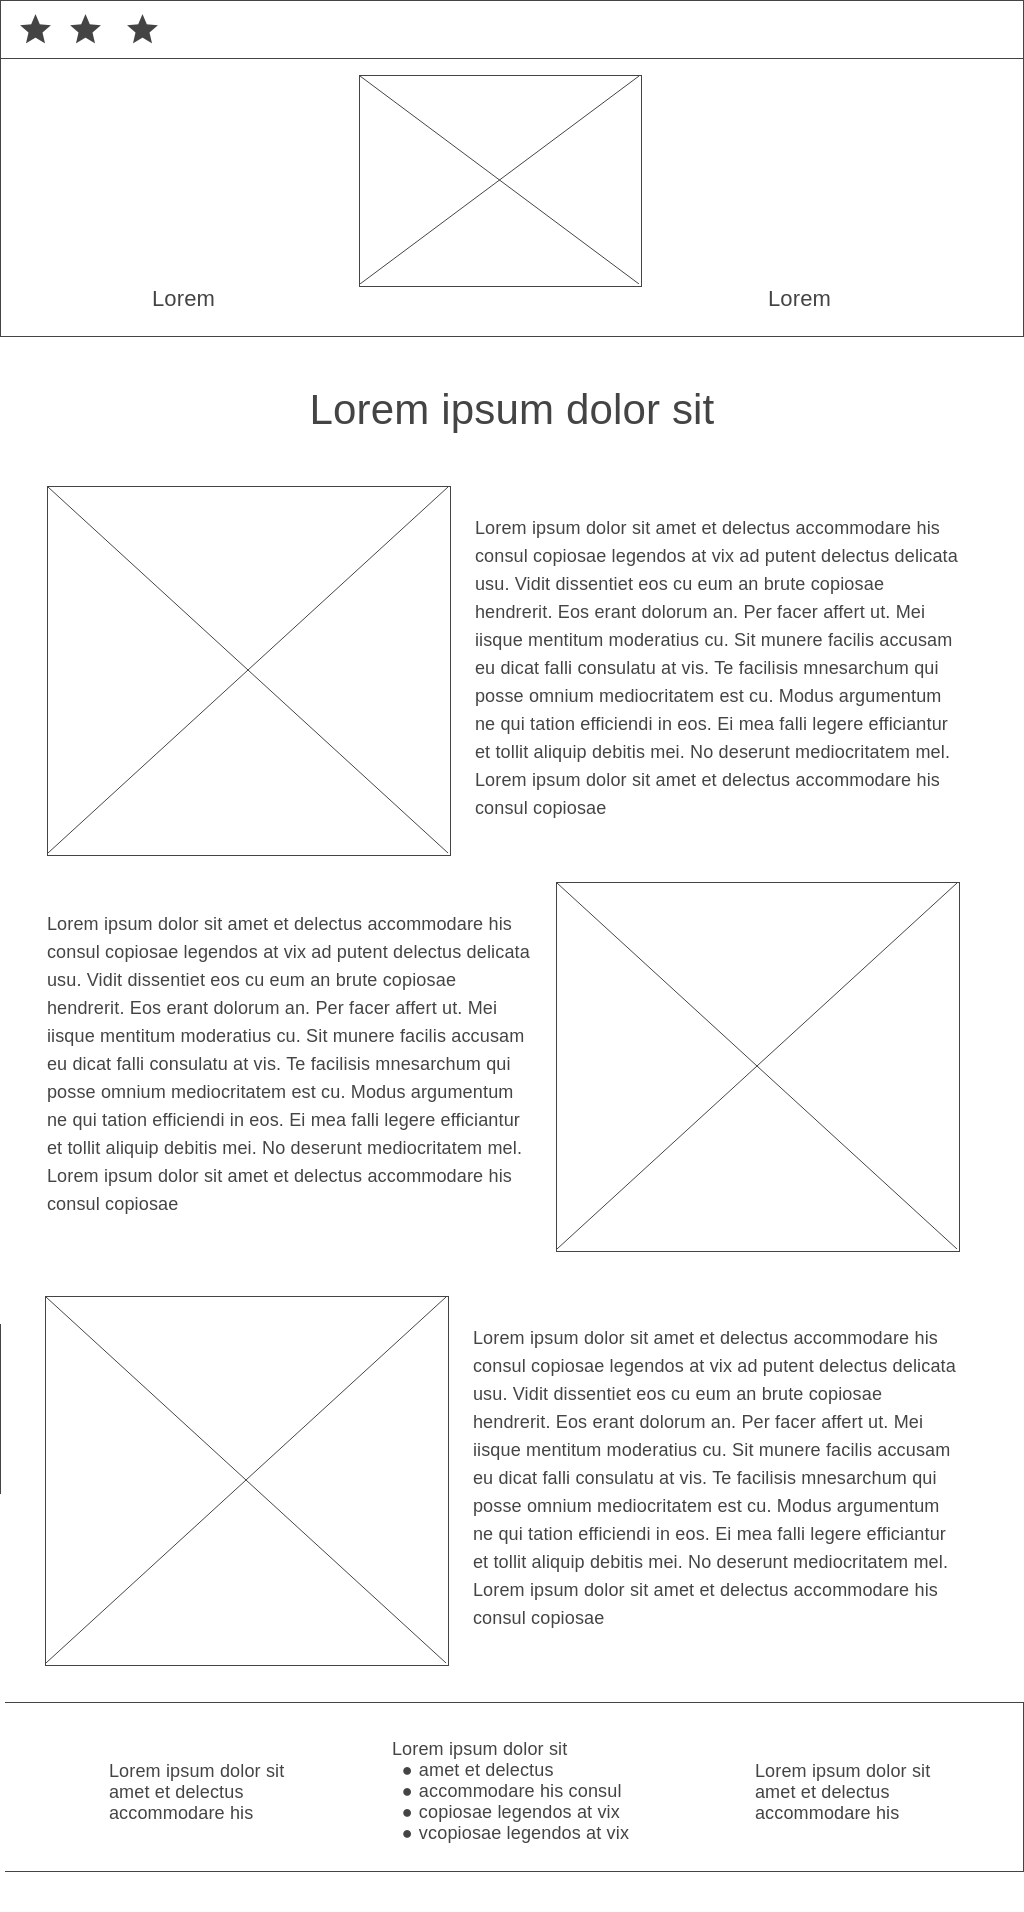 Lorem
Lorem
Lorem ipsum dolor sit
Lorem ipsum dolor sit amet et delectus accommodare his
consul copiosae legendos at vix ad putent delectus delicata
usu. Vidit dissentiet eos cu eum an brute copiosae
hendrerit. Eos erant dolorum an. Per facer affert ut. Mei
iisque mentitum moderatius cu. Sit munere facilis accusam
eu dicat falli consulatu at vis. Te facilisis mnesarchum qui
posse omnium mediocritatem est cu. Modus argumentum
ne qui tation efficiendi in eos. Ei mea falli legere efficiantur
et tollit aliquip debitis mei. No deserunt mediocritatem mel.
Lorem ipsum dolor sit amet et delectus accommodare his
consul copiosae
Lorem ipsum dolor sit amet et delectus accommodare his
consul copiosae legendos at vix ad putent delectus delicata
usu. Vidit dissentiet eos cu eum an brute copiosae
hendrerit. Eos erant dolorum an. Per facer affert ut. Mei
iisque mentitum moderatius cu. Sit munere facilis accusam
eu dicat falli consulatu at vis. Te facilisis mnesarchum qui
posse omnium mediocritatem est cu. Modus argumentum
ne qui tation efficiendi in eos. Ei mea falli legere efficiantur
et tollit aliquip debitis mei. No deserunt mediocritatem mel.
Lorem ipsum dolor sit amet et delectus accommodare his
consul copiosae
Lorem ipsum dolor sit amet et delectus accommodare his
consul copiosae legendos at vix ad putent delectus delicata
usu. Vidit dissentiet eos cu eum an brute copiosae
hendrerit. Eos erant dolorum an. Per facer affert ut. Mei
iisque mentitum moderatius cu. Sit munere facilis accusam
eu dicat falli consulatu at vis. Te facilisis mnesarchum qui
posse omnium mediocritatem est cu. Modus argumentum
ne qui tation efficiendi in eos. Ei mea falli legere efficiantur
et tollit aliquip debitis mei. No deserunt mediocritatem mel.
Lorem ipsum dolor sit amet et delectus accommodare his
consul copiosae
Lorem ipsum dolor sit
amet et delectus
accommodare his
Lorem ipsum dolor sit
● amet et delectus
● accommodare his consul
● copiosae legendos at vix
● vcopiosae legendos at vix
Lorem ipsum dolor sit
amet et delectus
accommodare his